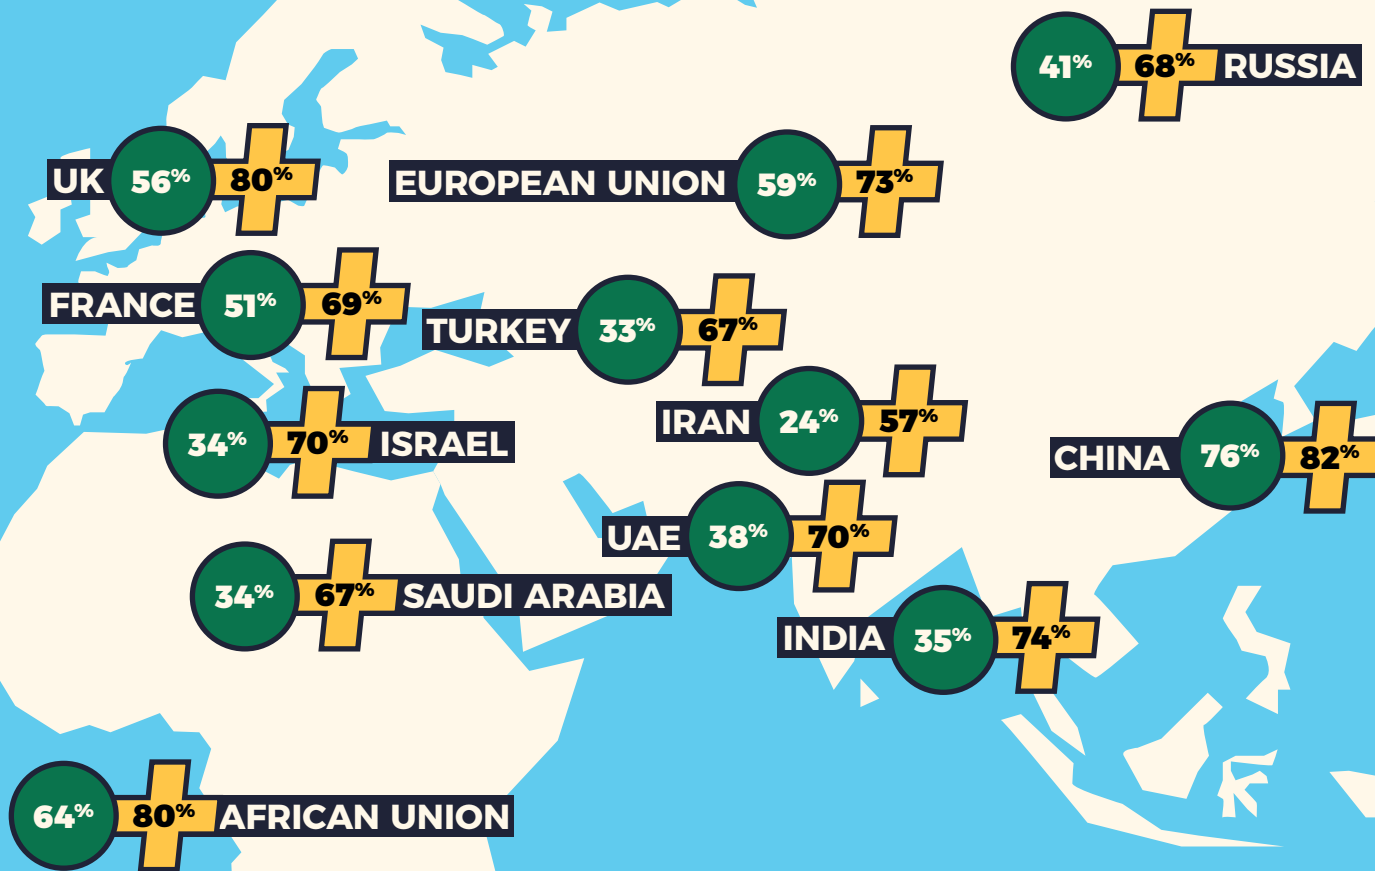 41% 68% RUSSIA
UK 56% 80%
EUROPEAN UNION 59% 73%
FRANCE 51% 69%
TURKEY 33% 67%
IRAN 24% 57%
34% 70% ISRAEL
CHINA 76% 82%
UAE 38% 70%
34% 67% SAUDI ARABIA
INDIA 35% 74%
64% 80% AFRICAN UNION